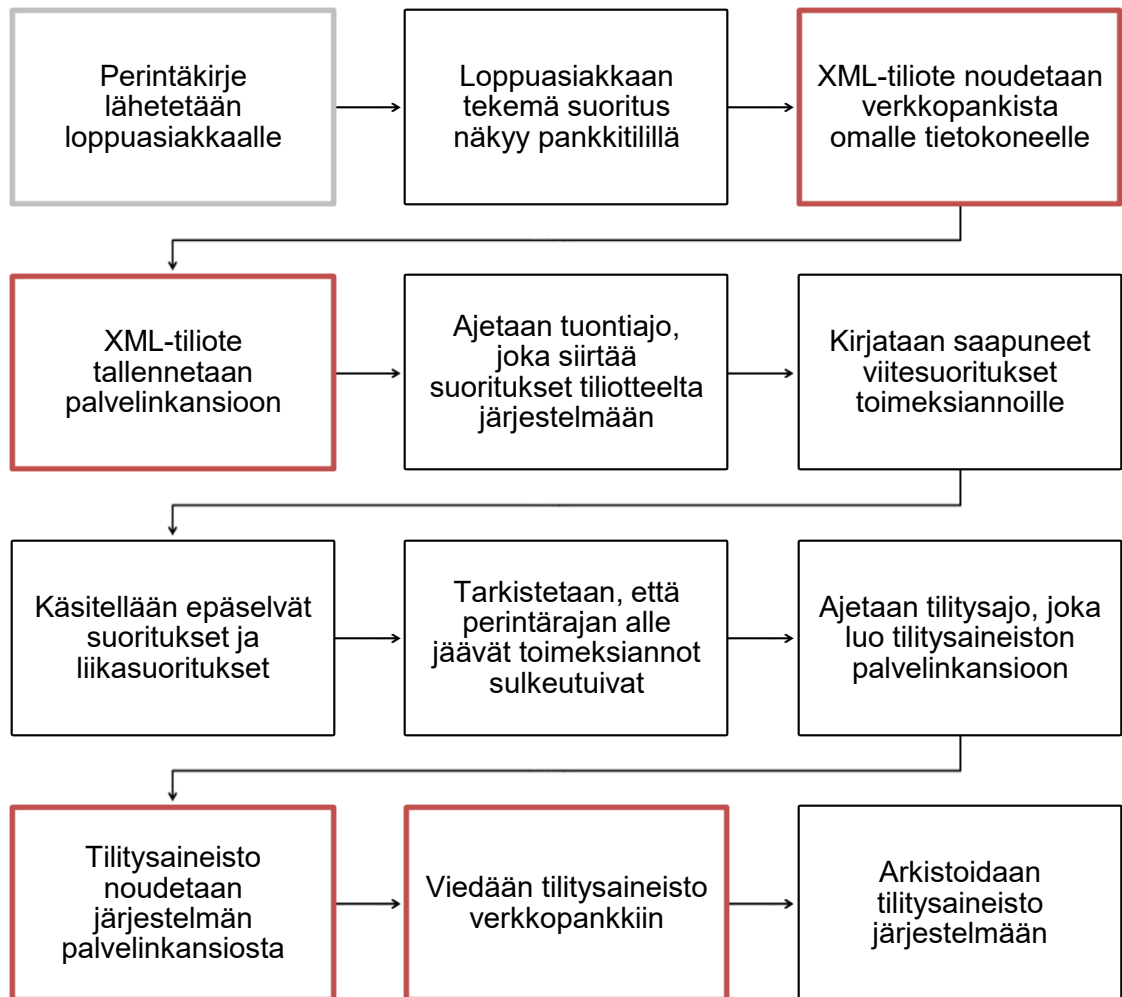 Perintäkirje
lähetetään
loppuasiakkaalle
Loppuasiakkaan
tekemä suoritus
näkyy pankkitilillä
XML-tiliote noudetaan
verkkopankista
omalle tietokoneelle
XML-tiliote
tallennetaan
palvelinkansioon
Ajetaan tuontiajo,
joka siirtää
suoritukset tiliotteelta
järjestelmään
Kirjataan saapuneet
viitesuoritukset
toimeksiannoille
Käsitellään epäselvät
suoritukset ja
liikasuoritukset
Tarkistetaan, että
perintärajan alle
jäävät toimeksiannot
sulkeutuivat
Ajetaan tilitysajo, joka
luo tilitysaineiston
palvelinkansioon
Tilitysaineisto
noudetaan
järjestelmän
palvelinkansiosta
Viedään tilitysaineisto
verkkopankkiin
Arkistoidaan
tilitysaineisto
järjestelmään